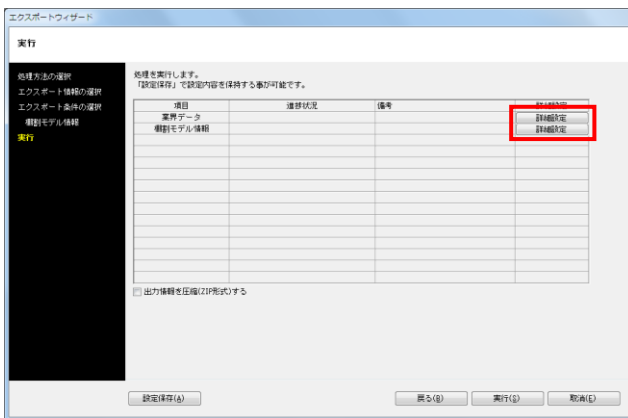 エクスポートウィザード
実行
処理方法の選択
エクスポート情報の選択
エクスポート条件の選択
棚割モデル情報
実行
処理を実行します。
「設定保存」で設定内容を保持する事が可能です。
項目 進捗状況 備考 詳細設定
業界データ 詳細設定
棚割モデル情報 詳細設定
出力情報を圧縮(ZIP形式)する
設定保存(A) 戻る(B) 実行(S) 取消(E)